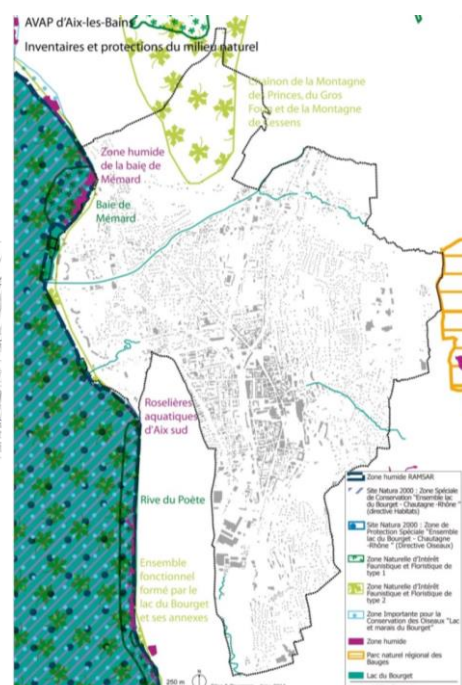 AVAP d'Aix-les-Bains
Inventaires et protections du milieu naturel
Chaînon de la Montagne
des Princes, du Gros
Foug et de la Montagne
de Cessens
Zone humide
de la baie de
Mémard
Baie de
Mémard
Roselières
aquatiques
d'Aix sud
Rive du Poète
Ensemble
fonctionnel
formé par le
lac du Bourget
et ses annexes
250 m
N
Zone humide RAMSAR
Site Natura 2000 : Zone Spéciale
de Conservation "Ensemble lac
du Bourget - Chautagne -Rhône "
(directive Habitats)
Site Natura 2000 : Zone de
Protection Spéciale "Ensemble
lac du Bourget - Chautagne
-Rhône " (Directive Oiseaux)
Zone Naturelle d'Intérêt
Faunistique et Floristique de
type 1
Zone Naturelle d'Intérêt
Faunistique et Floristique de
type 2
Zone Importante pour la
Conservation des Oiseaux "Lac
et marais du Bourget"
Zone humide
Parc naturel régional des
Bauges
Lac du Bourget